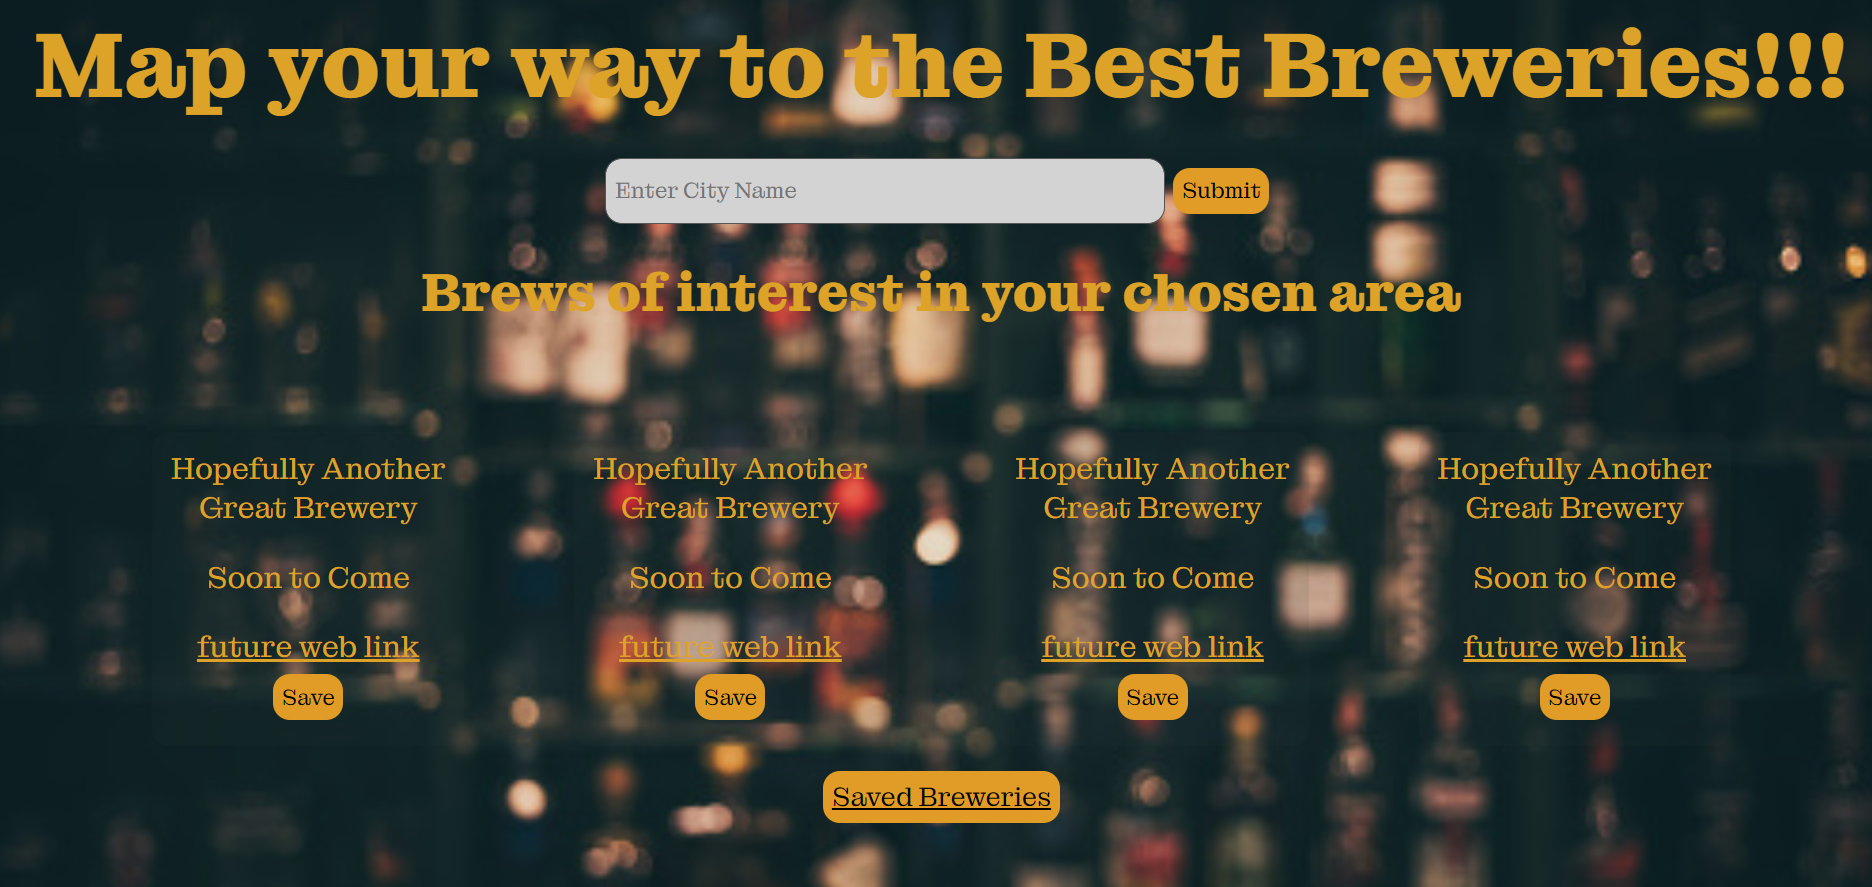 Map your way to the Best Breweries!!!
Enter City Name
Submit
Brews of interest in your chosen area
Hopefully Another
Great Brewery
Soon to Come
future web link
Save
Hopefully Another
Great Brewery
Soon to Come
future web link
Save
Hopefully Another
Great Brewery
Soon to Come
future web link
Save
Hopefully Another
Great Brewery
Soon to Come
future web link
Save
Saved Breweries